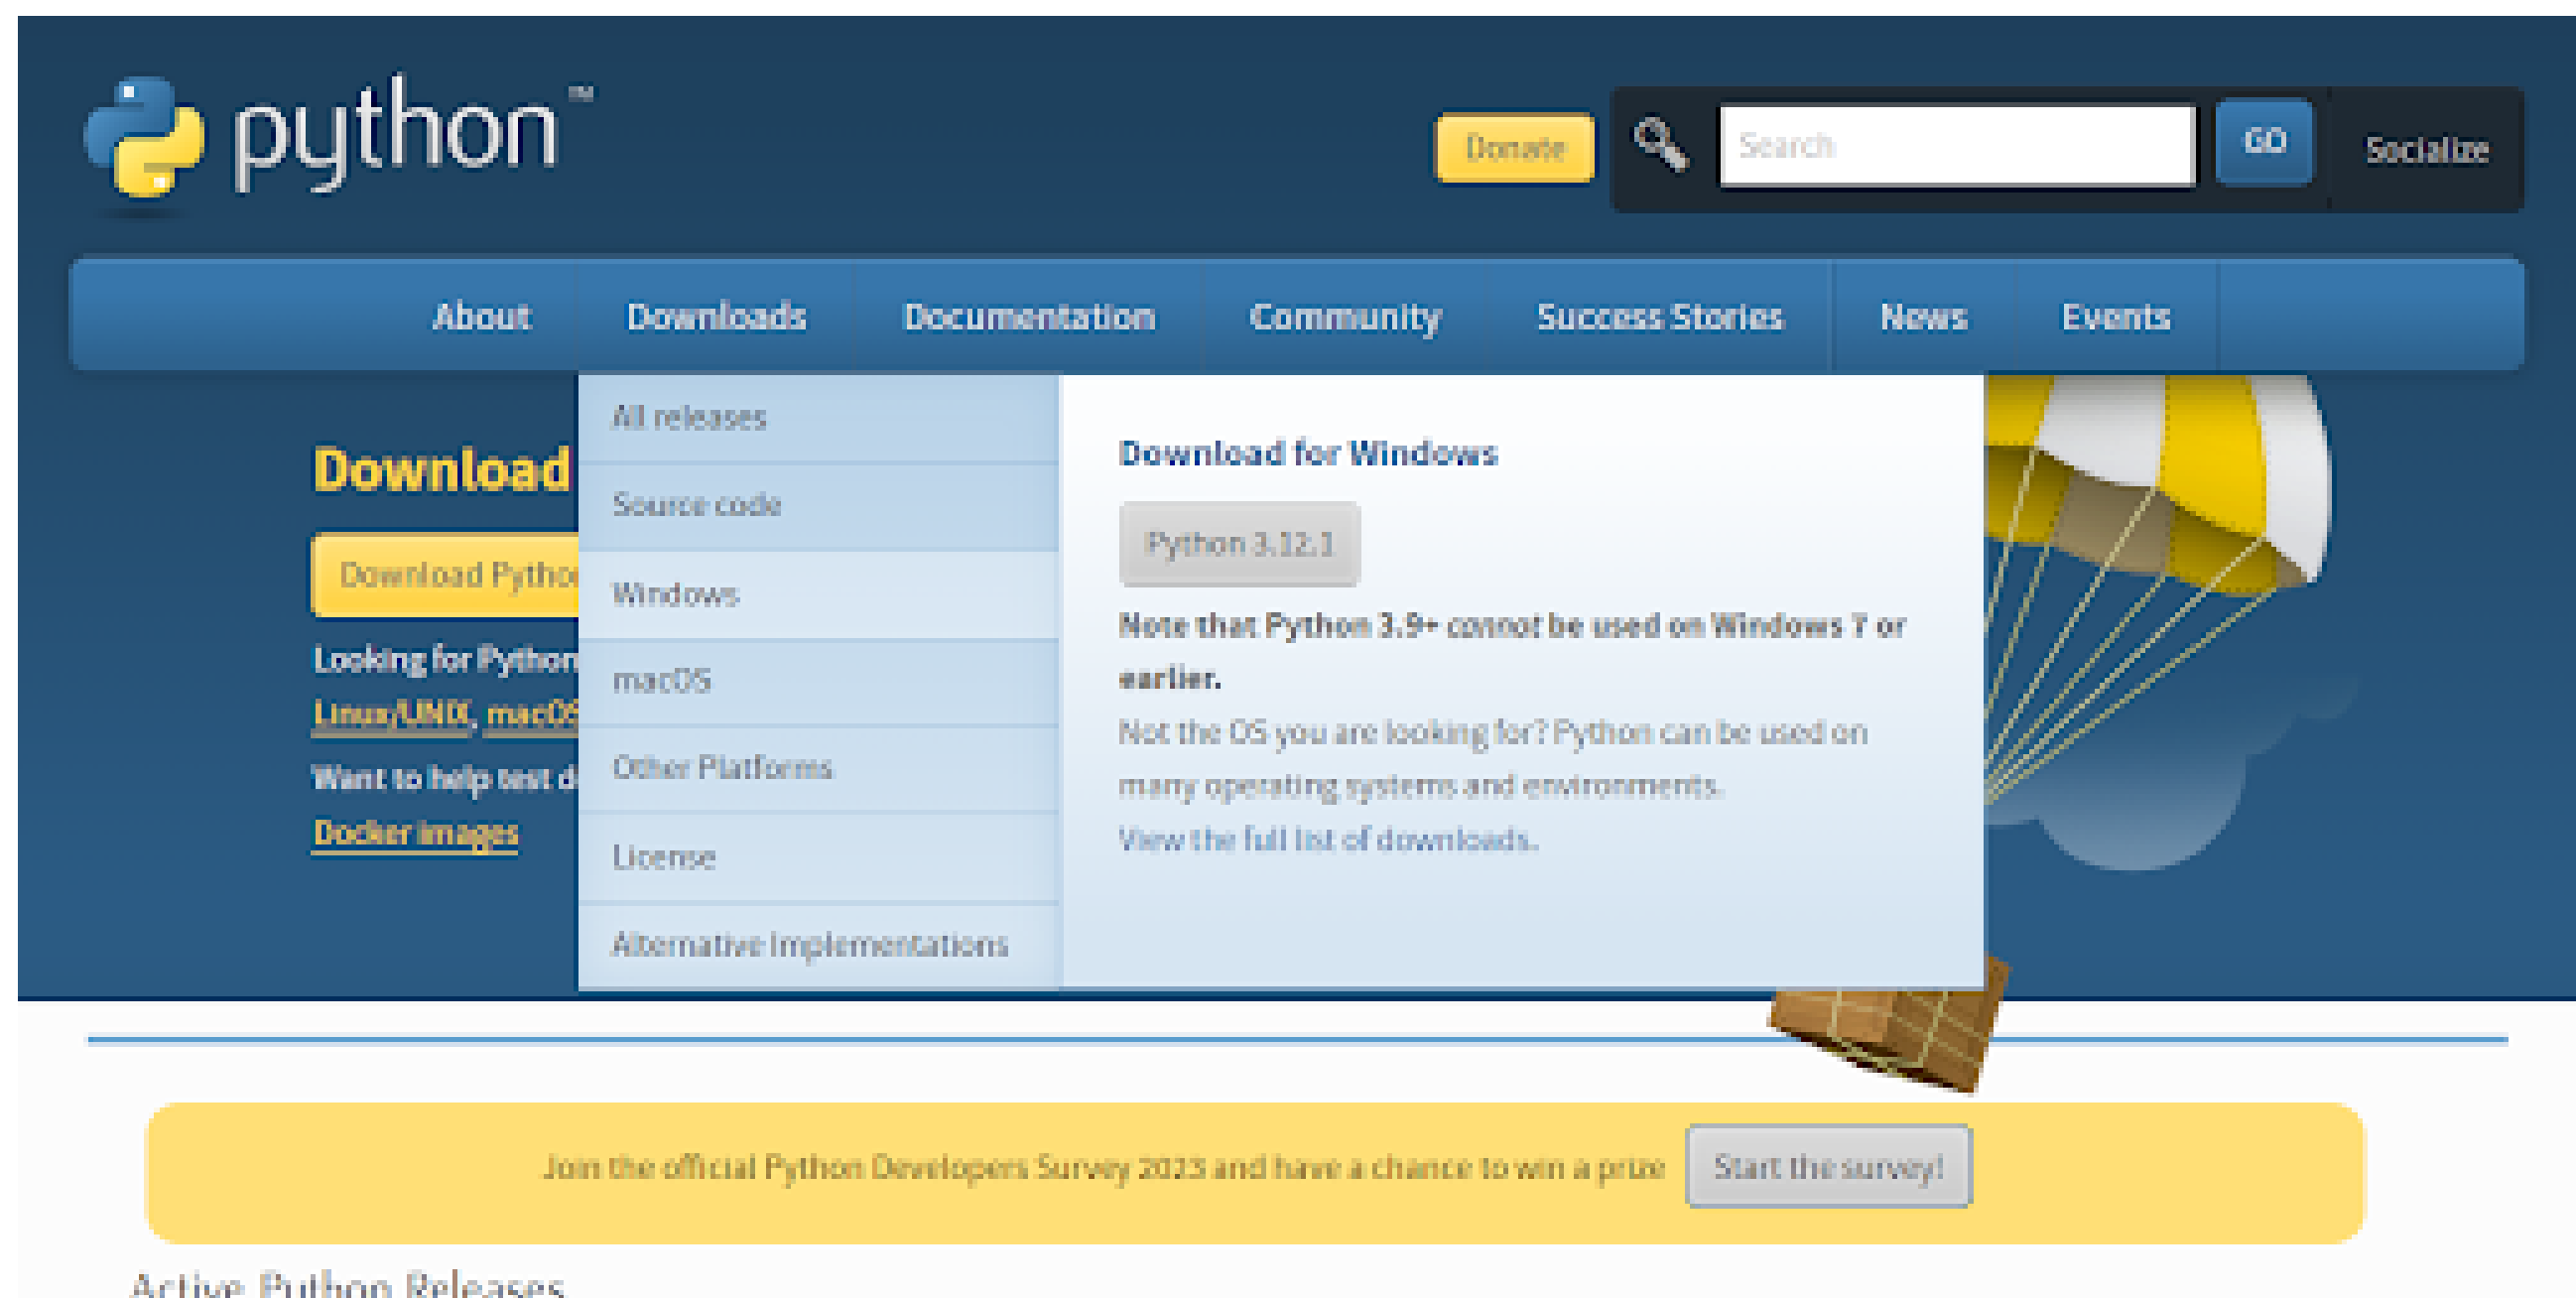 python™
Donate
Search
GO
Socialize
About
Downloads
Documentation
Community
Success Stories
News
Events
All releases
Source code
Windows
macOS
Other Platforms
License
Alternative Implementations
Download for Windows
Python 3.12.1
Note that Python 3.9+ cannot be used on Windows 7 or
earlier.
Not the OS you are looking for? Python can be used on
many operating systems and environments.
View the full list of downloads.
Download
Download Pytho
Looking for Python
Linux/UNIX, macOS
Want to help test d
Docker images
Join the official Python Developers Survey 2023 and have a chance to win a prize
Start the survey!
Active Python Releases